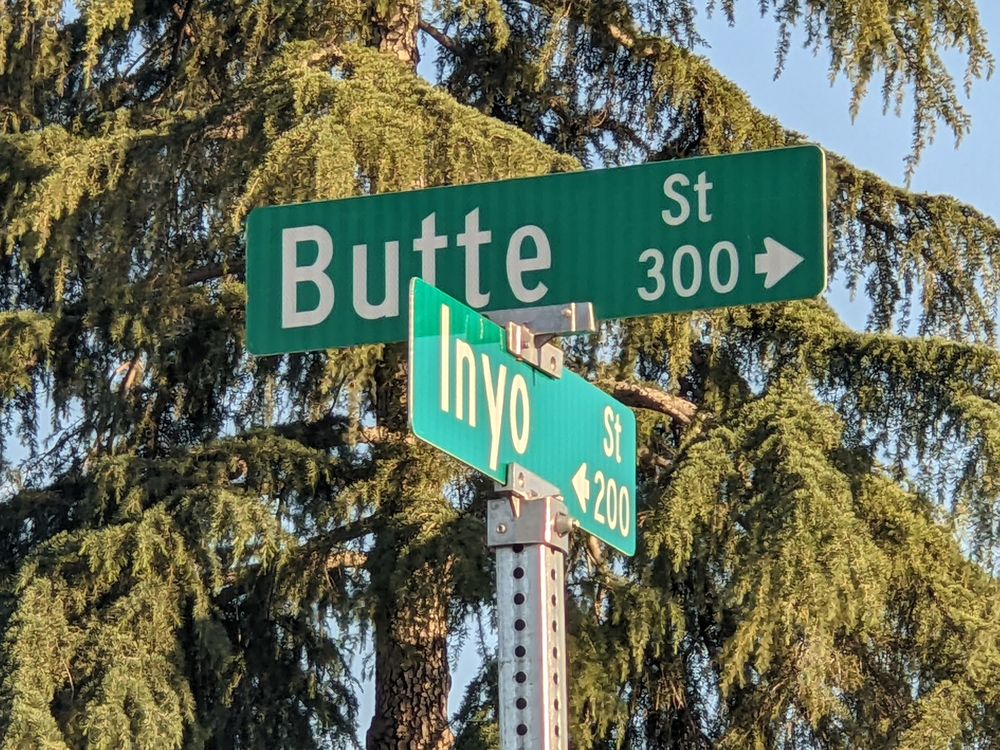 Butte St
300 →
Inyo St
← 200